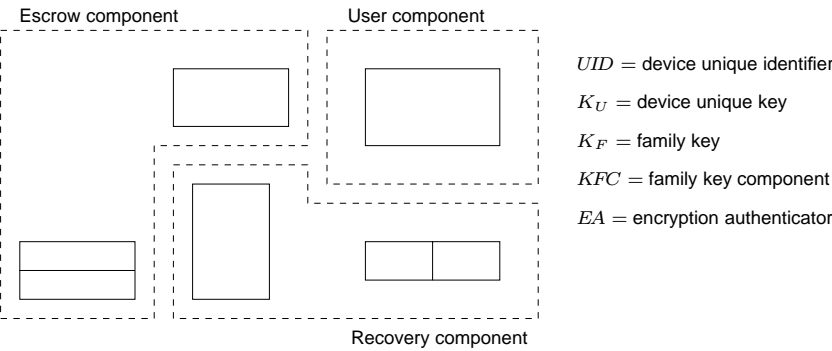 Escrow component
User component
UID = device unique identifier
K_U = device unique key
K_F = family key
KFC = family key component
EA = encryption authenticator
Recovery component